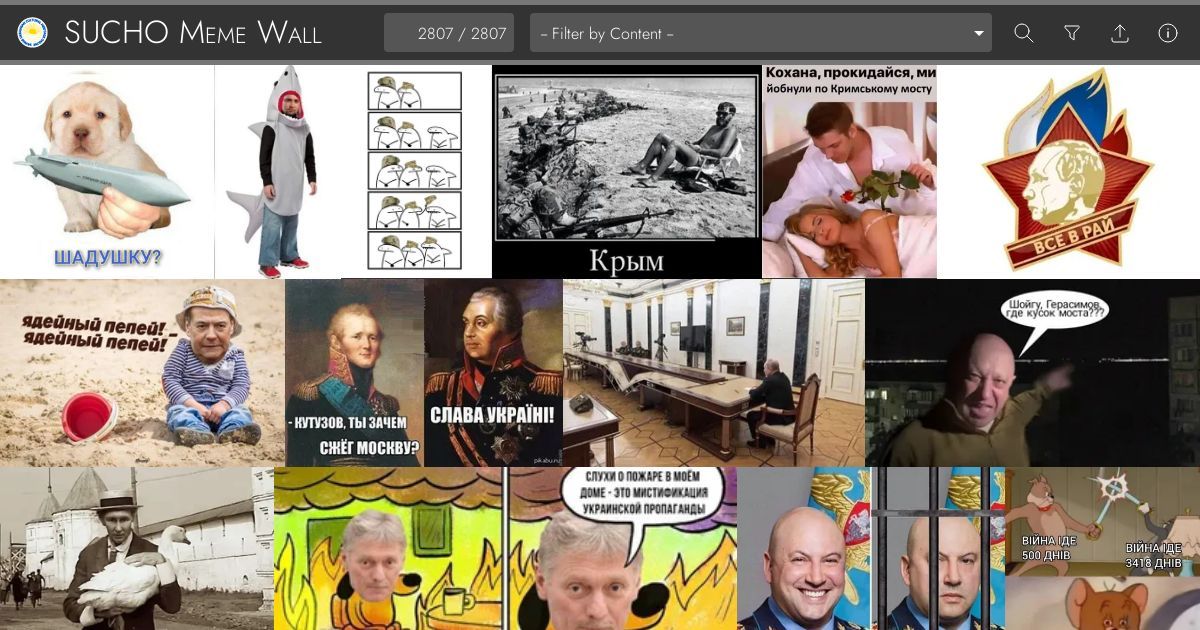 SUCHO Meme Wall
2807 / 2807
– Filter by Content –
ШАДУШКУ?
Крым
Кохана, прокидайся, ми
йобнули по Кримському мосту
ВСЁ В РАЙ
ядейный пепей! –
ядейный пепей!
- КУТУЗОВ, ТЫ ЗАЧЕМ
СЖЁГ МОСКВУ?
СЛАВА УКРАЇНІ!
pikabu.ru
Шойгу, Герасимов,
где кусок моста???
СЛУХИ О ПОЖАРЕ В МОЁМ
ДОМЕ - ЭТО МИСТИФИКАЦИЯ
УКРАИНСКОЙ ПРОПАГАНДЫ
ВІЙНА ІДЕ
500 ДНІВ
ВІЙНА ІДЕ
3418 ДНІВ